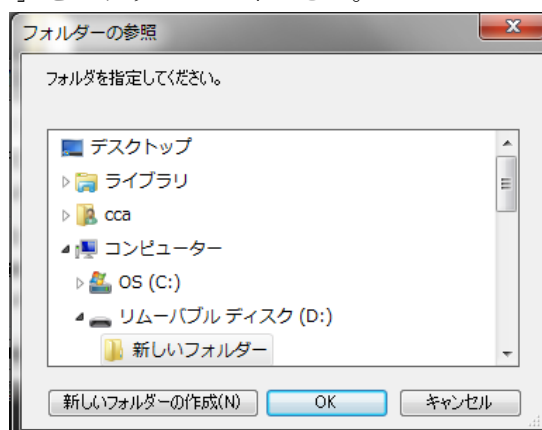 フォルダーの参照
フォルダを指定してください。
デスクトップ
ライブラリ
cca
コンピューター
OS (C:)
リムーバブル ディスク (D:)
新しいフォルダー
新しいフォルダーの作成(N) OK キャンセル